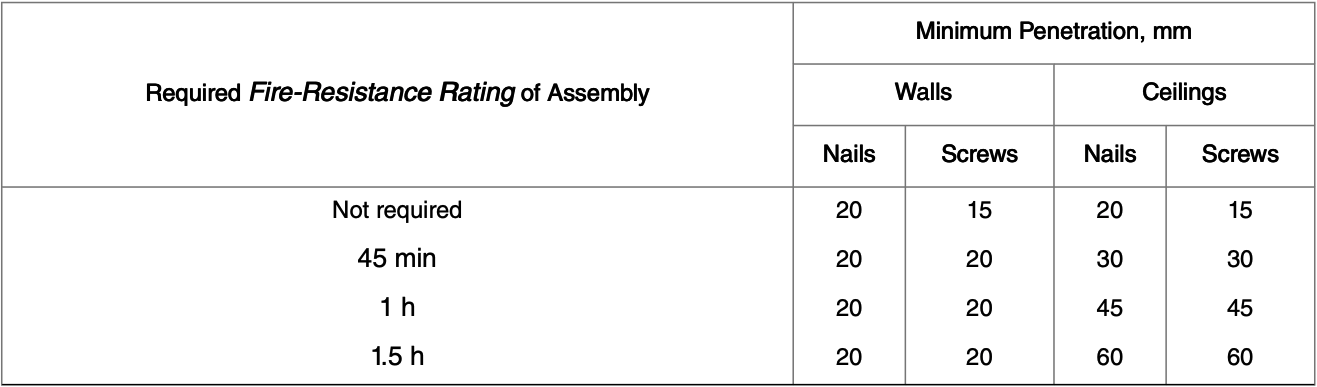 Minimum Penetration, mm
Required Fire-Resistance Rating of Assembly
Walls Ceilings
Nails Screws Nails Screws
Not required 20 15 20 15
45 min 20 20 30 30
1 h 20 20 45 45
1.5 h 20 20 60 60